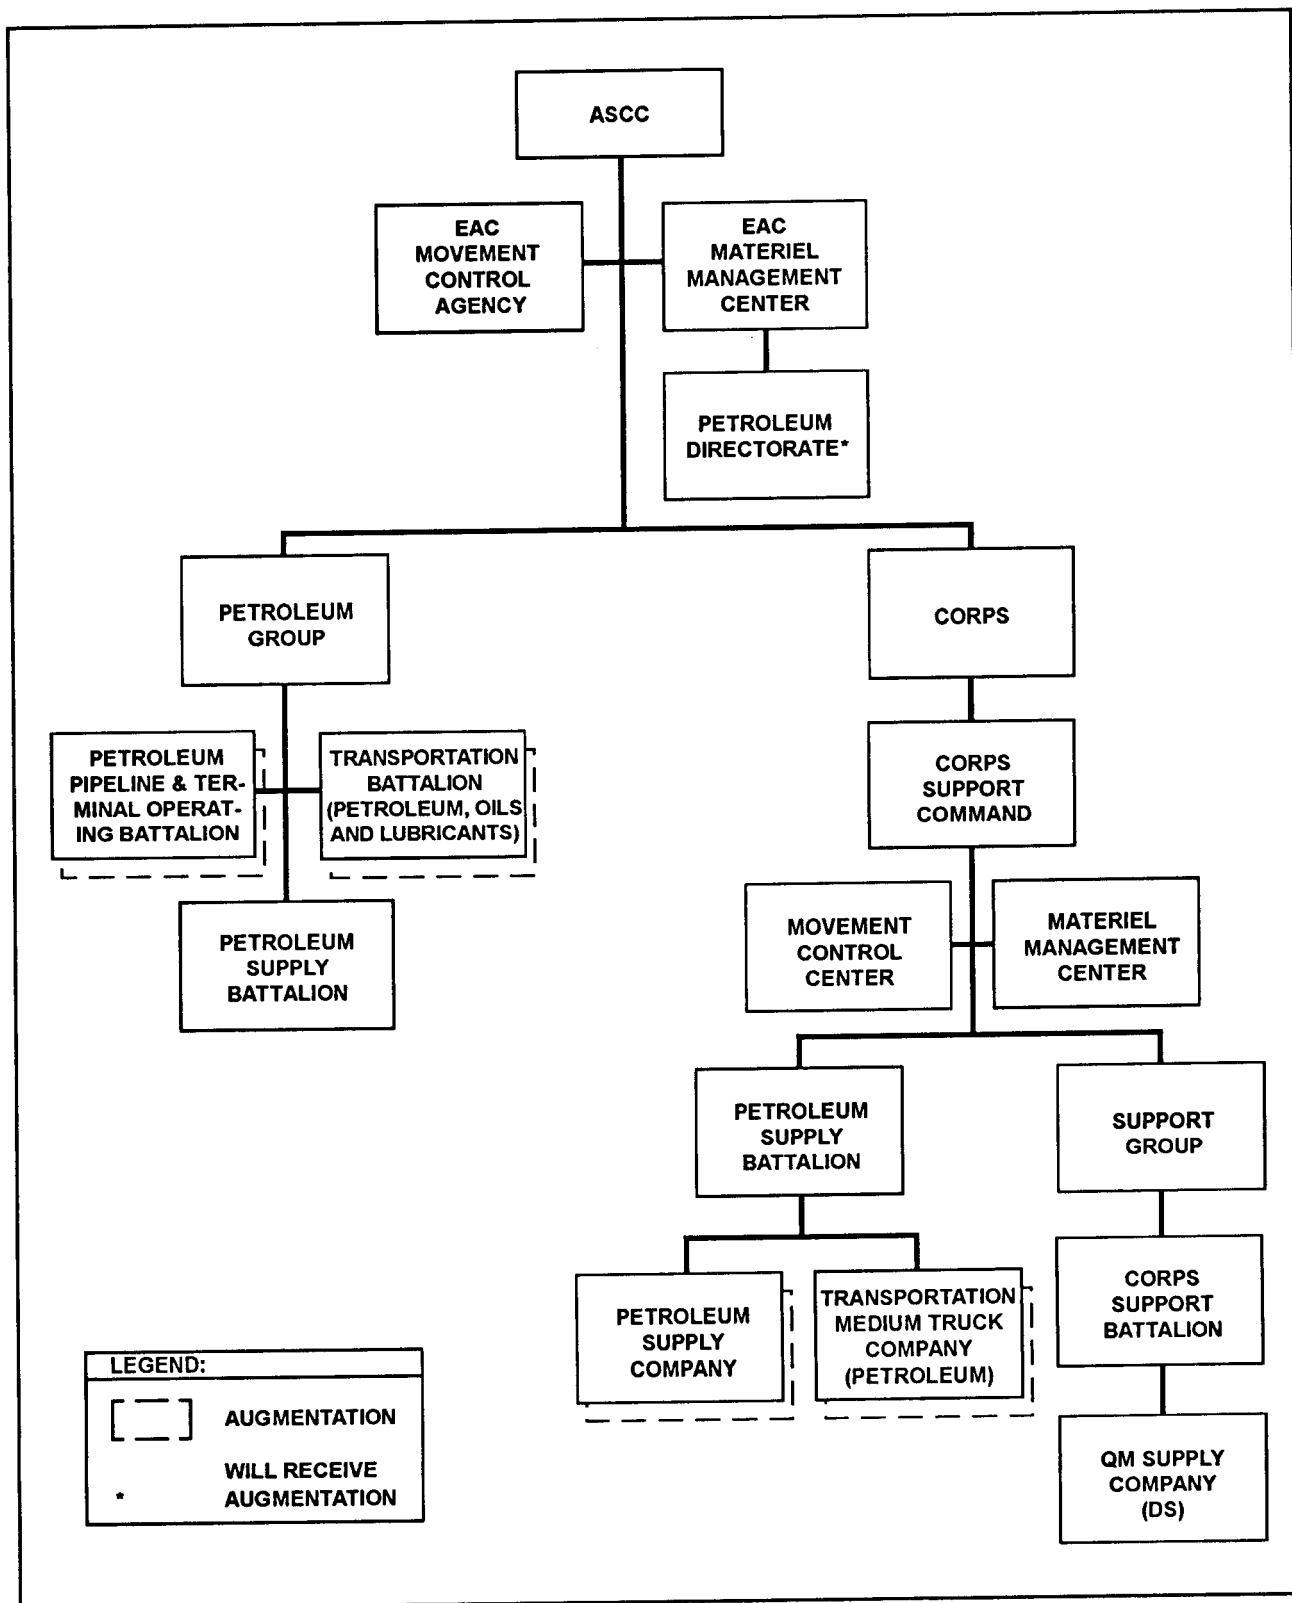 ASCC
EAC
MOVEMENT
CONTROL
AGENCY
EAC
MATERIEL
MANAGEMENT
CENTER
PETROLEUM
DIRECTORATE*
PETROLEUM
GROUP
CORPS
PETROLEUM
PIPELINE & TER-
MINAL OPERAT-
ING BATTALION
TRANSPORTATION
BATTALION
(PETROLEUM, OILS
AND LUBRICANTS)
CORPS
SUPPORT
COMMAND
PETROLEUM
SUPPLY
BATTALION
MOVEMENT
CONTROL
CENTER
MATERIEL
MANAGEMENT
CENTER
PETROLEUM
SUPPLY
BATTALION
SUPPORT
GROUP
PETROLEUM
SUPPLY
COMPANY
TRANSPORTATION
MEDIUM TRUCK
COMPANY
(PETROLEUM)
CORPS
SUPPORT
BATTALION
QM SUPPLY
COMPANY
(DS)
LEGEND:
AUGMENTATION
WILL RECEIVE
* AUGMENTATION